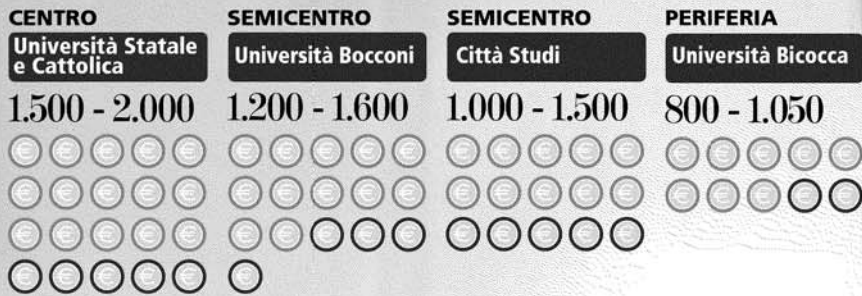 CENTRO
Università Statale
e Cattolica
1.500 - 2.000
SEMICENTRO
Università Bocconi
1.200 - 1.600
SEMICENTRO
Città Studi
1.000 - 1.500
PERIFERIA
Università Bicocca
800 - 1.050